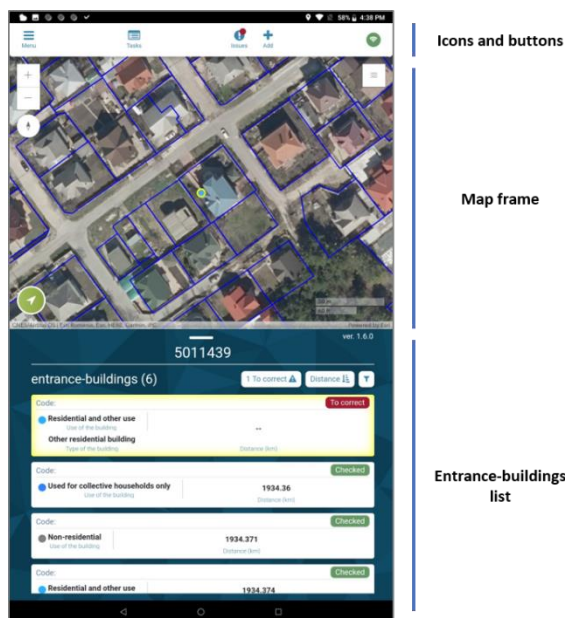 58% 4:38 PM
Menu
Tasks
Issues
Add
Icons and buttons
+
−
Map frame
Powered by Esri
ver. 1.6.0
5011439
entrance-buildings (6)
1 To correct
Distance
Code:
To correct
Residential and other use
Use of the building
--
Other residential building
Type of the building
Distance (km)
Entrance-buildings
list
Code:
Checked
Used for collective households only
1934.36
Use of the building
Distance (km)
Code:
Checked
Non-residential
1934.371
Use of the building
Distance (km)
Code:
Checked
Residential and other use
1934.374